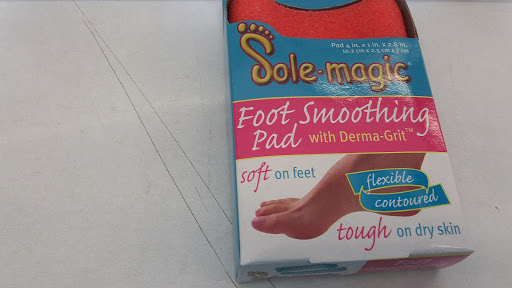 Pad 4 in. x 1 in. x 2.8 in.
10.2 cm x 2.5 cm x 7 cm
Sole·magic
Foot Smoothing
Pad with Derma-Grit™
soft on feet
flexible
contoured
tough on dry skin